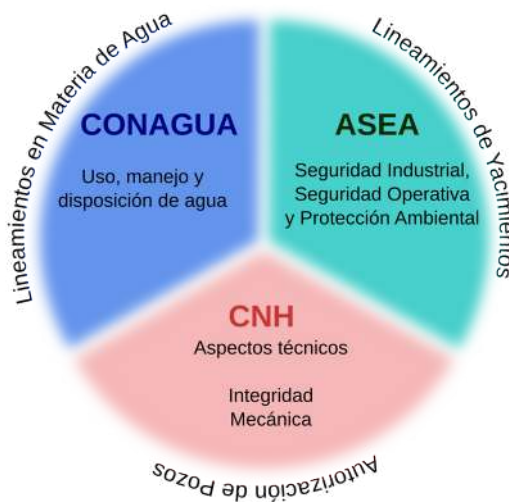 Lineamientos en Materia de Agua
CONAGUA
Uso, manejo y
disposición de agua
Lineamientos de Yacimientos
ASEA
Seguridad Industrial,
Seguridad Operativa
y Protección Ambiental
CNH
Aspectos técnicos
Integridad
Mecánica
Autorización de Pozos